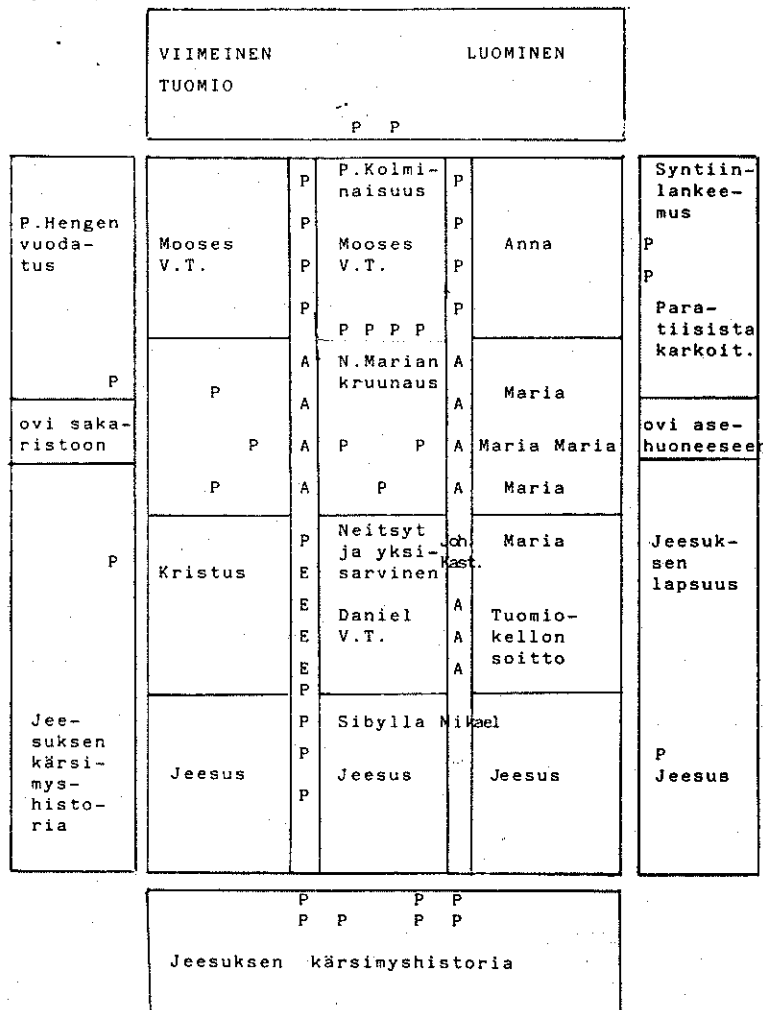 VIIMEINEN LUOMINEN
TUOMIO
P P
P.Hengen
vuoda-
tus
P
ovi saka-
ristoon
P
Jee-
suksen
kärsi-
mys-
histo-
ria
Mooses
V.T.
P
P
P
Kristus
Jeesus
P
P
P
P
A
A
A
A
P
E
E
E
E
P
P
P
P
P.Kolmi-
naisuus
Mooses
V.T.
P P P P
N.Marian
kruunaus
P P
P
Neitsyt
ja yksi-
sarvinen
Daniel
V.T.
Sibylla Mikael
Jeesus
P
P
P
P
A
A
A
A
Joh.
Kast.
A
A
A
Anna
Maria
Maria Maria
Maria
Maria
Tuomio-
kellon
soitto
Jeesus
Syntiin-
lankee-
mus
P
P
Para-
tiisista
karkoit.
ovi ase-
huoneeseen
Jeesuk-
sen
lapsuus
P
Jeesus
P P P
P P P P
Jeesuksen kärsimyshistoria